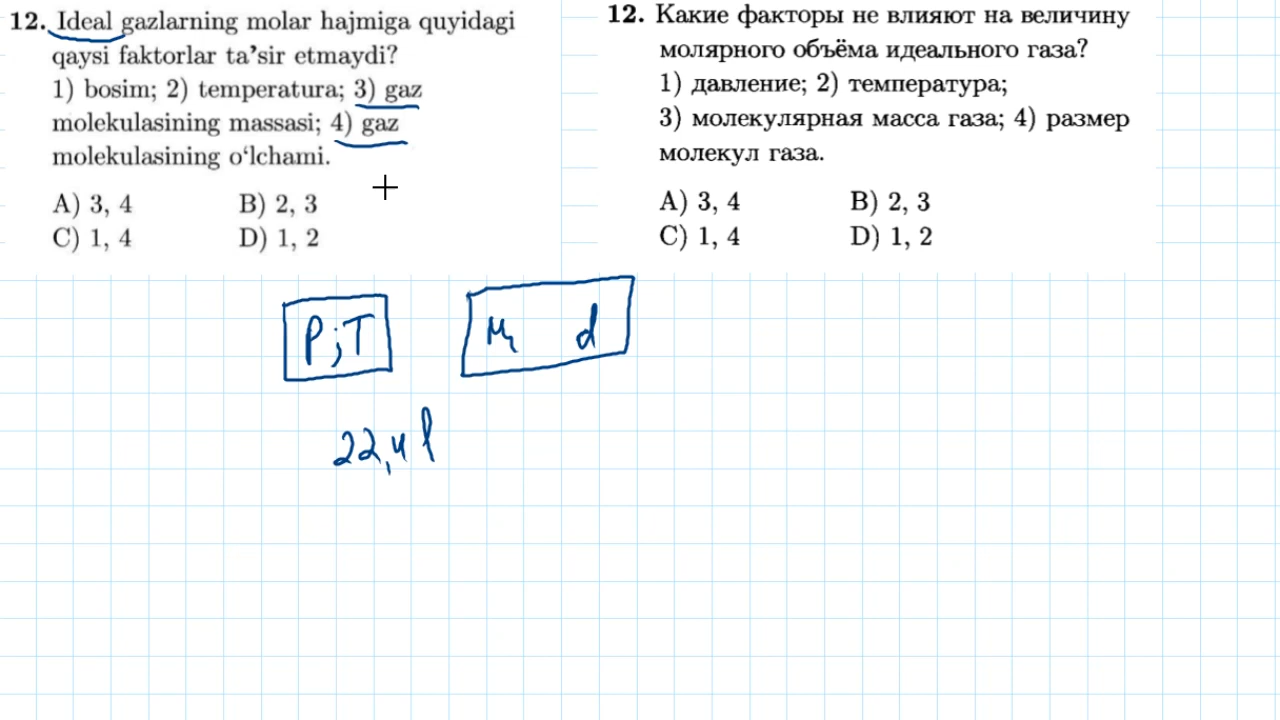 12. Ideal gazlarning molar hajmiga quyidagi
qaysi faktorlar ta’sir etmaydi?
1) bosim; 2) temperatura; 3) gaz
molekulasining massasi; 4) gaz
molekulasining o‘lchami.
A) 3, 4 B) 2, 3
C) 1, 4 D) 1, 2
12. Какие факторы не влияют на величину
молярного объёма идеального газа?
1) давление; 2) температура;
3) молекулярная масса газа; 4) размер
молекул газа.
A) 3, 4 B) 2, 3
C) 1, 4 D) 1, 2
P; T
d
22,4 l